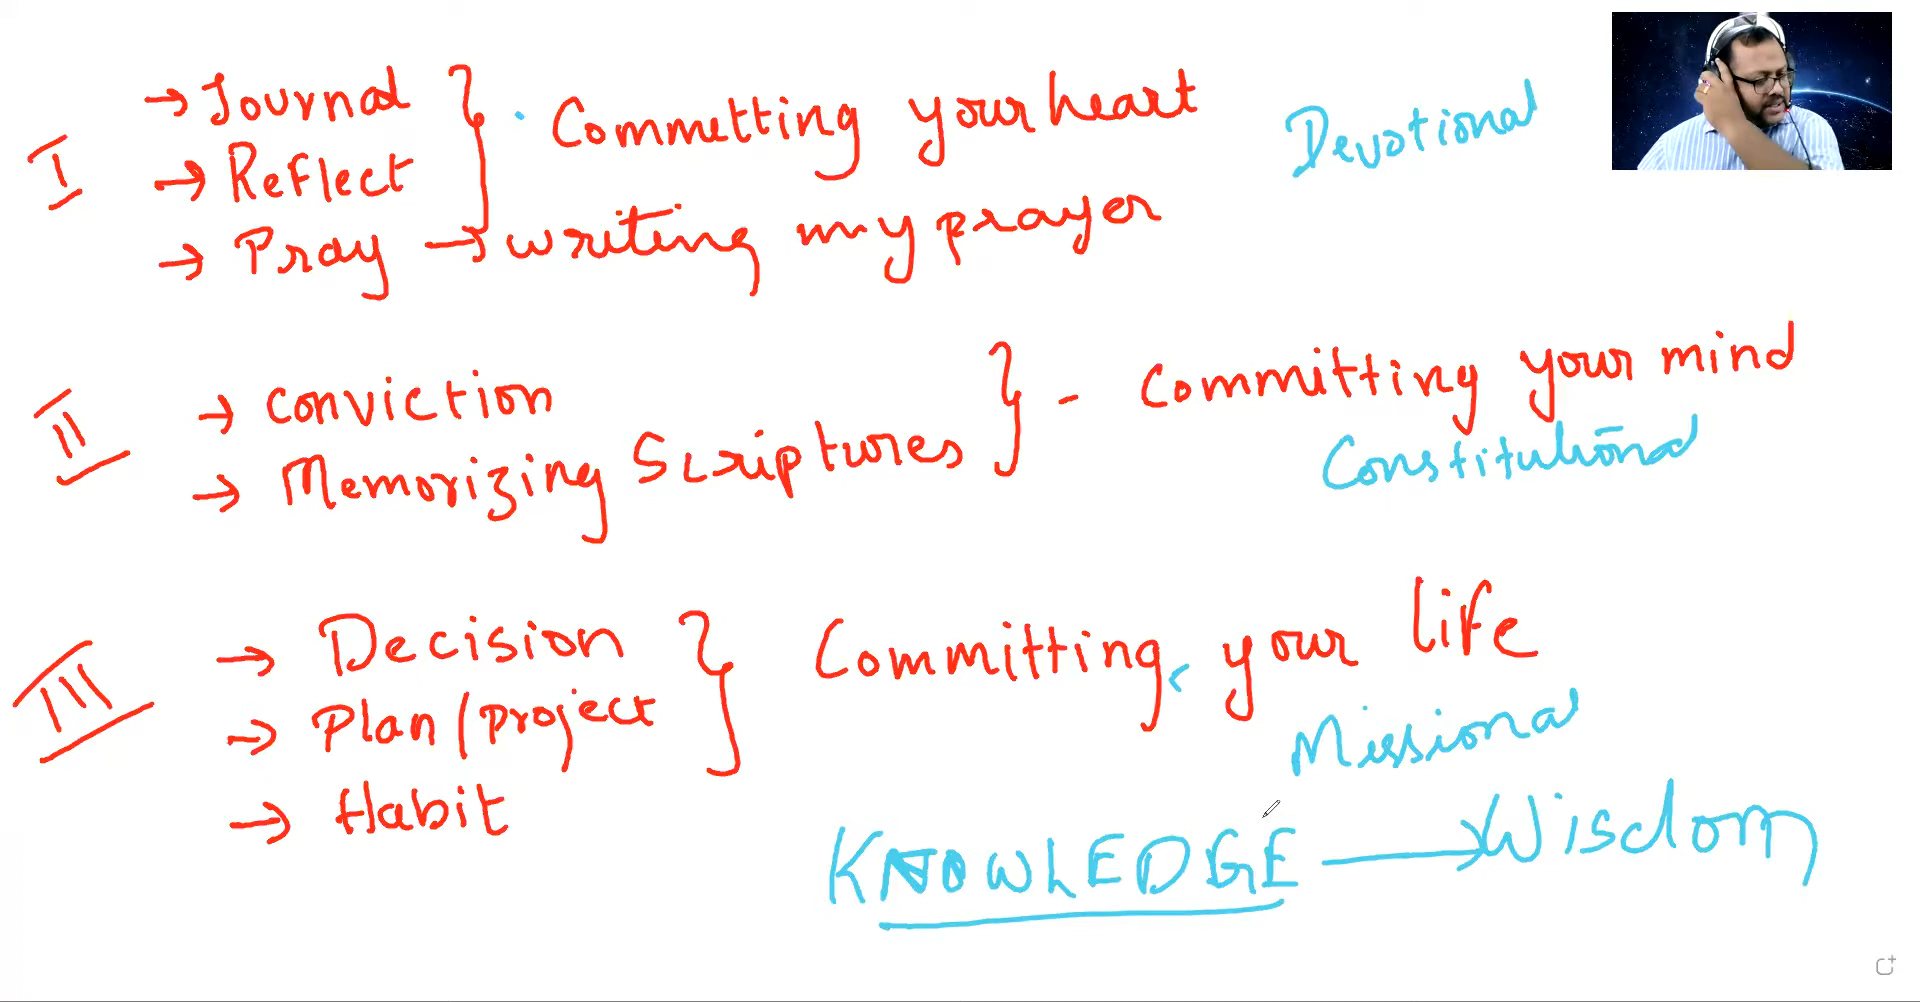 I
→ Journal
→ Reflect
→ Pray → writing my prayer
Commetting your heart
Devotional
II
→ Conviction
→ Memorizing Scriptures
- Committing your mind
Constitutional
III
→ Decision
→ Plan/Project
→ Habit
Committing your life
Missional
KNOWLEDGE → Wisdom